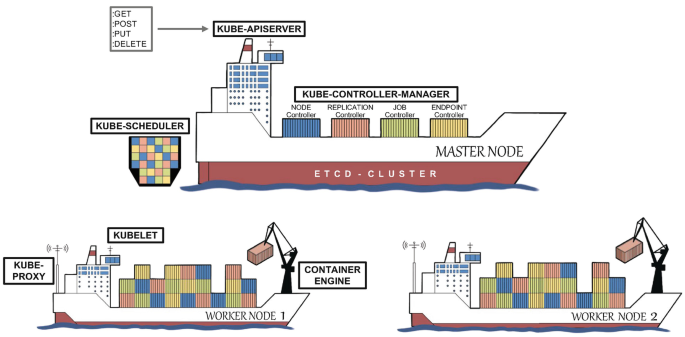 :GET
:POST
:PUT
:DELETE
KUBE-APISERVER
KUBE-CONTROLLER-MANAGER
NODE
Controller
REPLICATION
Controller
JOB
Controller
ENDPOINT
Controller
KUBE-SCHEDULER
MASTER NODE
ETCD-CLUSTER
KUBELET
KUBE-
PROXY
CONTAINER
ENGINE
WORKER NODE 1
WORKER NODE 2